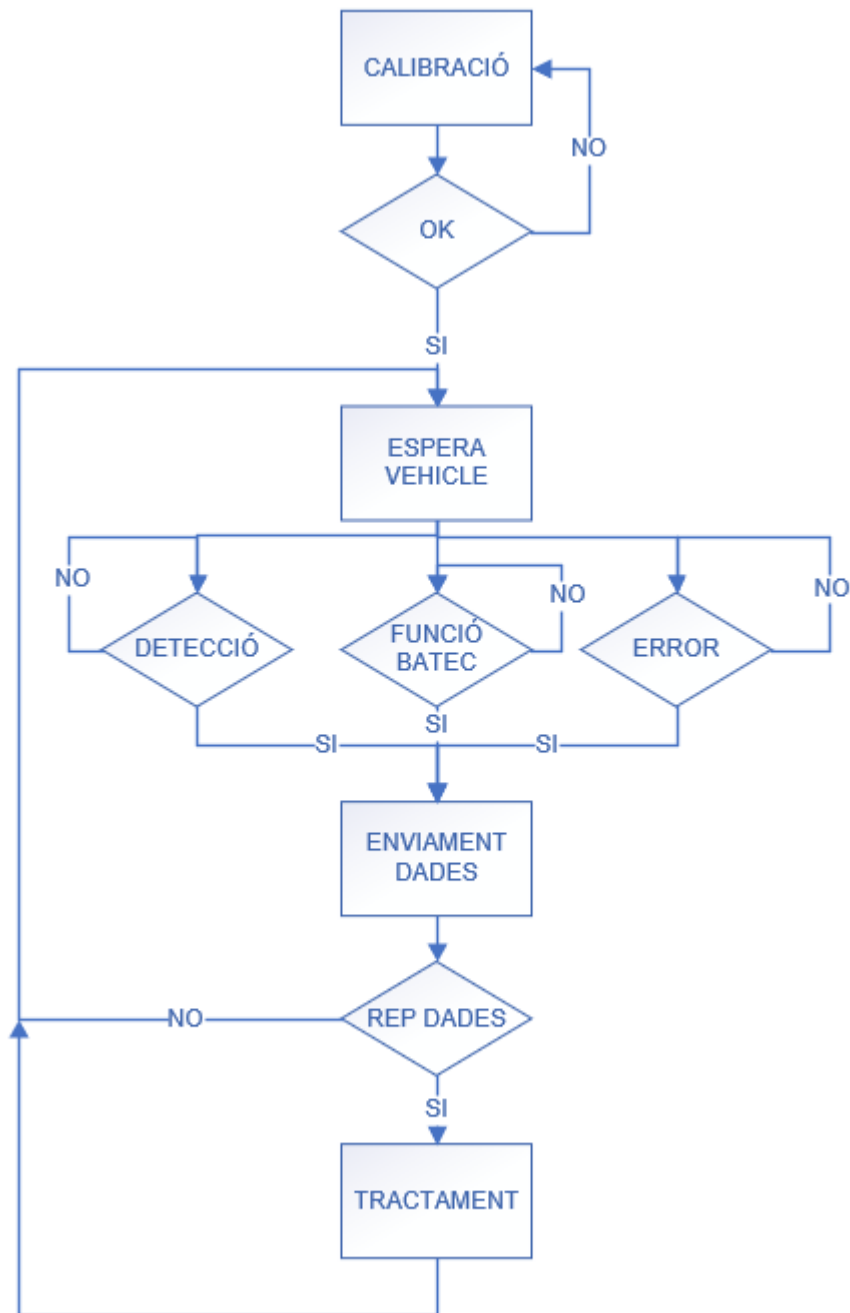 CALIBRACIÓ
NO
OK
SI
ESPERA
VEHICLE
NO
NO
NO
DETECCIÓ
FUNCIÓ
BATEC
ERROR
SI
SI
SI
ENVIAMENT
DADES
NO
REP DADES
SI
TRACTAMENT